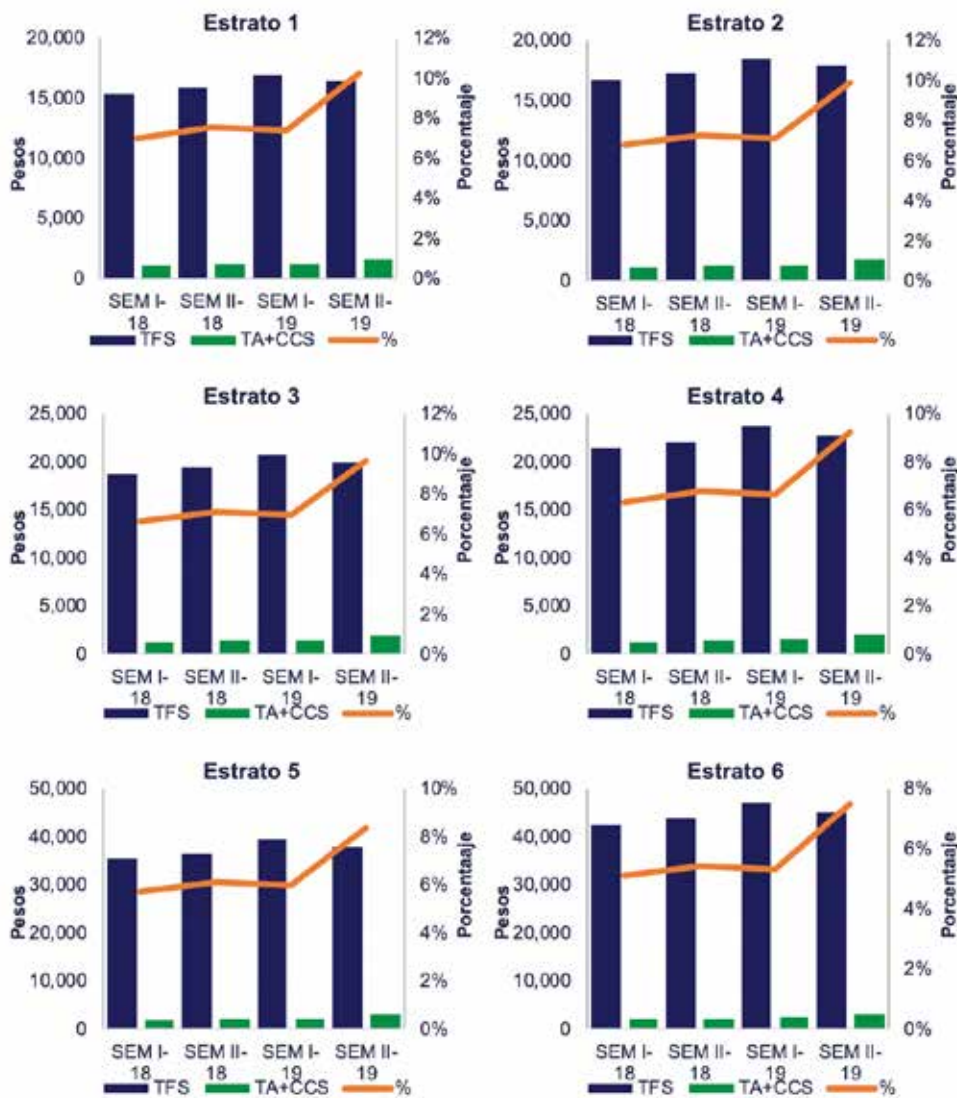 Estrato 1
20,000
15,000
10,000
5,000
0
Pesos
12%
10%
8%
6%
4%
2%
0%
Porcentaaje
SEM I-18
SEM II-18
SEM I-19
SEM II-19
TFS TA+CCS %
Estrato 2
20,000
15,000
10,000
5,000
0
Pesos
12%
10%
8%
6%
4%
2%
0%
Porcentaaje
SEM I-18
SEM II-18
SEM I-19
SEM II-19
TFS TA+CCS %
Estrato 3
25,000
20,000
15,000
10,000
5,000
0
Pesos
12%
10%
8%
6%
4%
2%
0%
Porcentaaje
SEM I-18
SEM II-18
SEM I-19
SEM II-19
TFS TA+CCS %
Estrato 4
25,000
20,000
15,000
10,000
5,000
0
Pesos
10%
8%
6%
4%
2%
0%
Porcentaaje
SEM I-18
SEM II-18
SEM I-19
SEM II-19
TFS TA+CCS %
Estrato 5
50,000
40,000
30,000
20,000
10,000
0
Pesos
10%
8%
6%
4%
2%
0%
Porcentaaje
SEM I-18
SEM II-18
SEM I-19
SEM II-19
TFS TA+CCS %
Estrato 6
50,000
40,000
30,000
20,000
10,000
0
Pesos
8%
6%
4%
2%
0%
Porcentaaje
SEM I-18
SEM II-18
SEM I-19
SEM II-19
TFS TA+CCS %